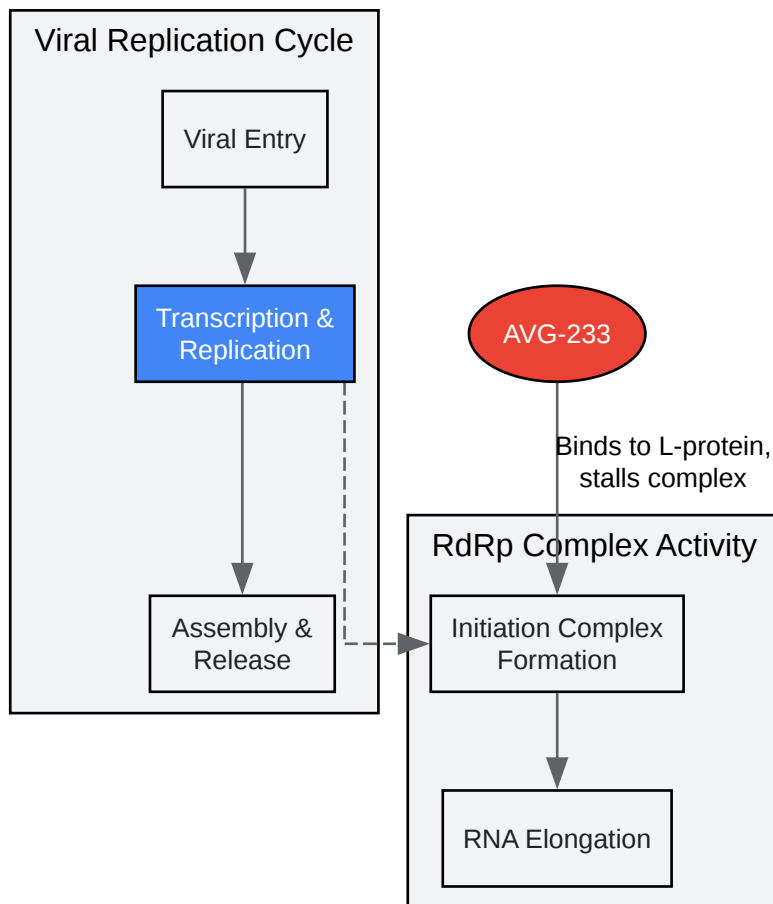 Viral Replication Cycle
Viral Entry
Transcription &
Replication
AVG-233
Binds to L-protein,
stalls complex
RdRp Complex Activity
Assembly &
Release
Initiation Complex
Formation
RNA Elongation